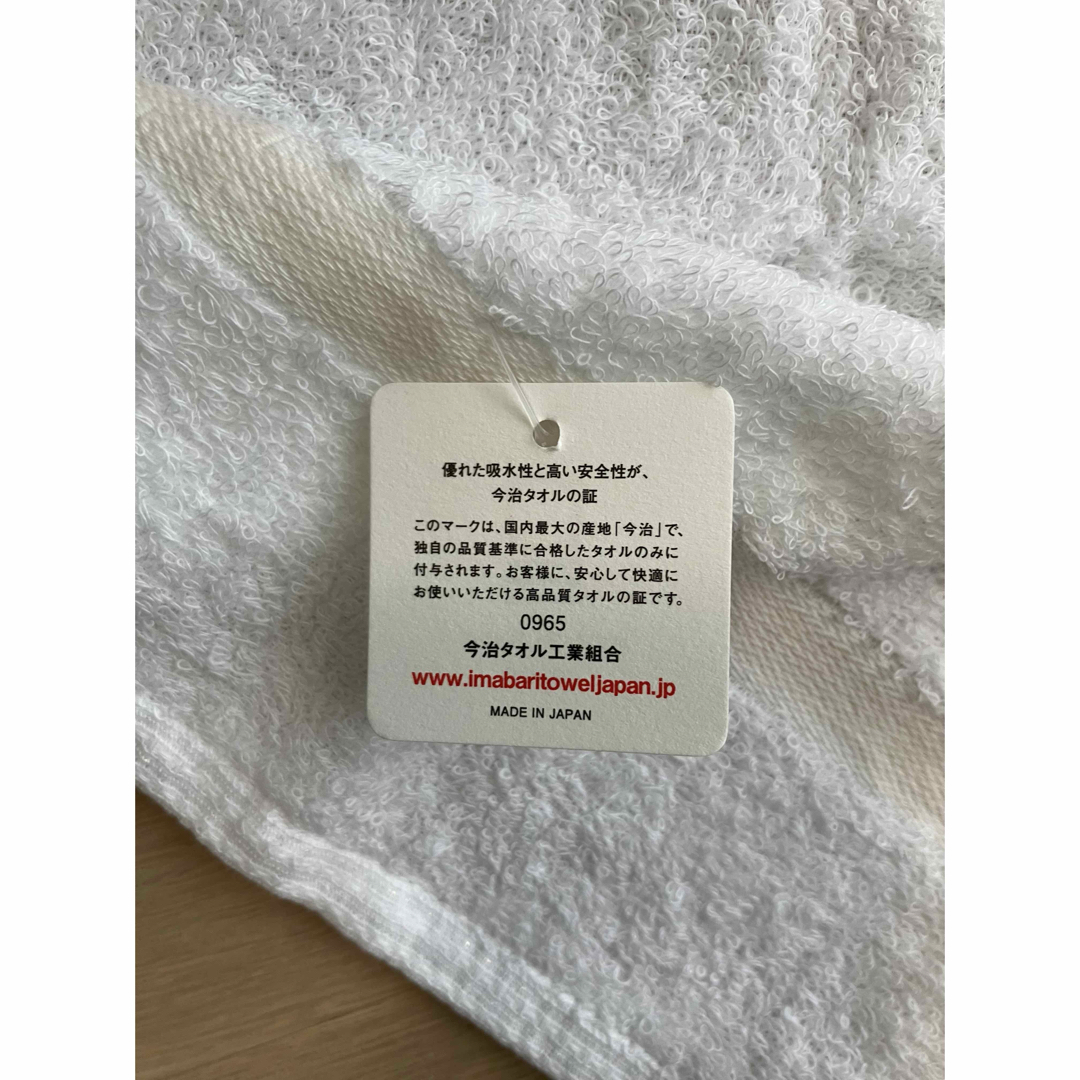 優れた吸水性と高い安全性が、
今治タオルの証
このマークは、国内最大の産地「今治」で、
独自の品質基準に合格したタオルのみに
付与されます。お客様に、安心して快適に
お使いいただける高品質タオルの証です。
0965
今治タオル工業組合
www.imabaritoweljapan.jp
MADE IN JAPAN